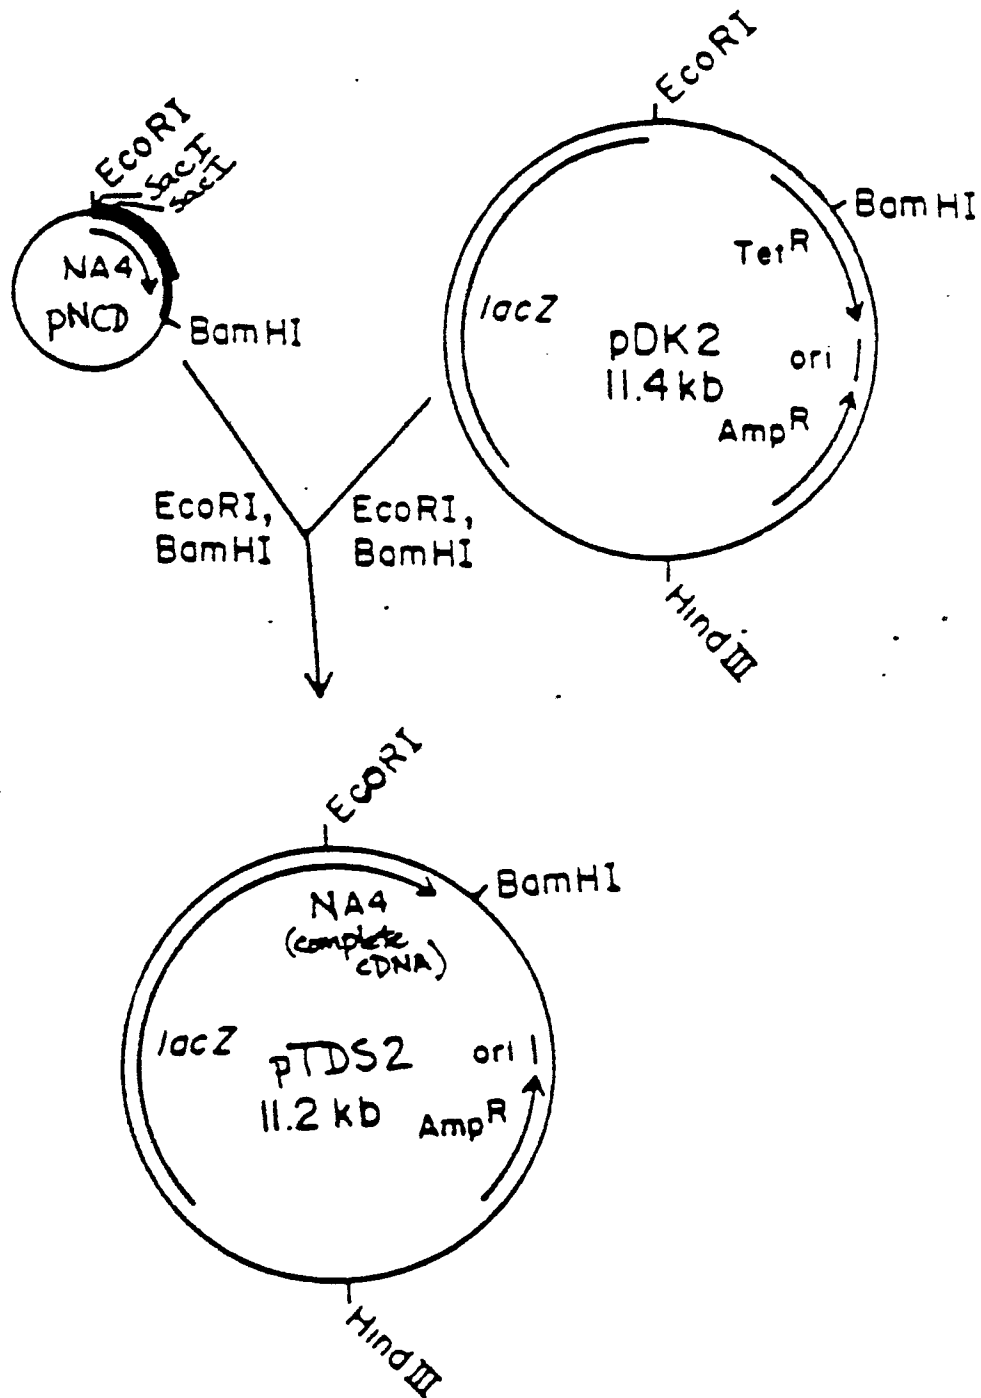 EcoRI
SacI
SacI
NA4
pNCD
BamHI
EcoRI
BamHI
TetR
lacZ
pDK2
11.4 kb
ori
AmpR
HindIII
EcoRI,
BamHI
EcoRI,
BamHI
EcoRI
BamHI
NA4
(complete
cDNA)
lacZ
pTDS2
11.2 kb
ori
AmpR
HindIII